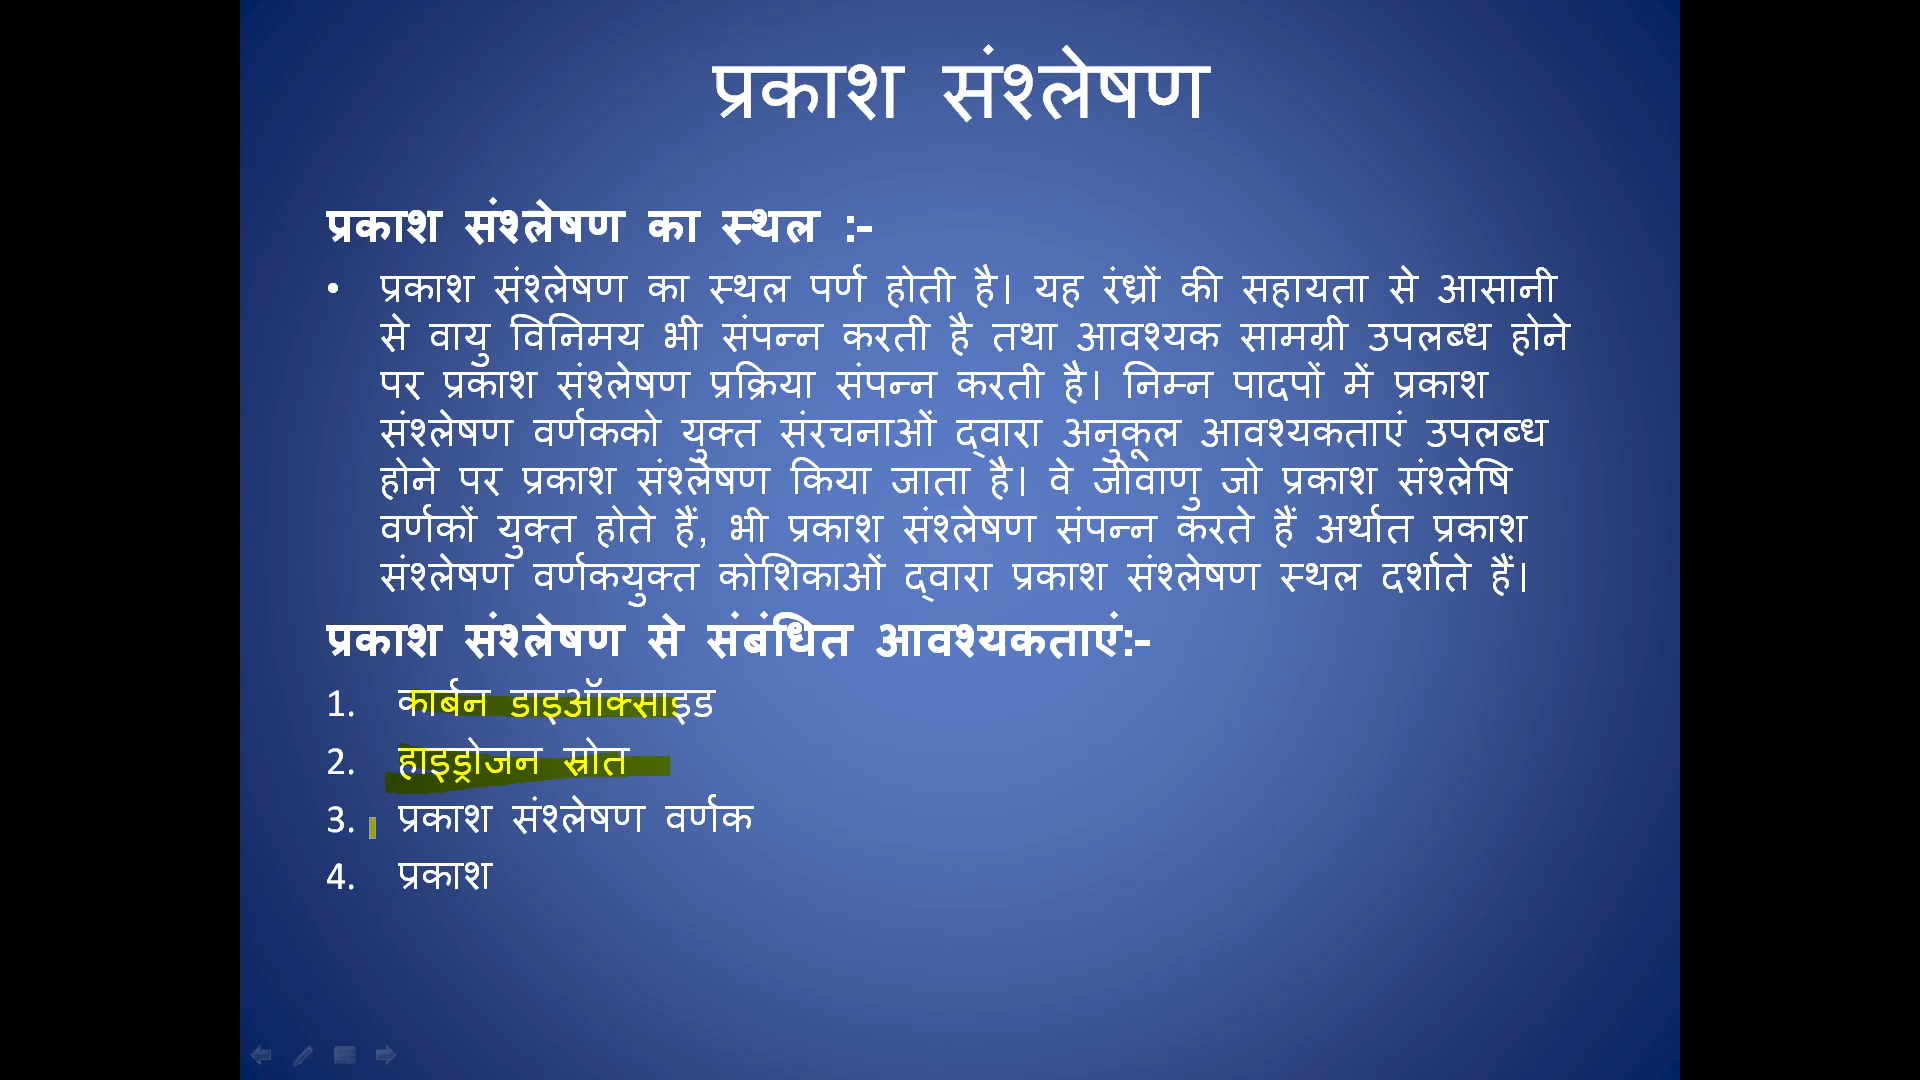 प्रकाश संश्लेषण
प्रकाश संश्लेषण का स्थल :-
• प्रकाश संश्लेषण का स्थल पर्ण होती है। यह रंध्रों की सहायता से आसानी
से वायु विनिमय भी संपन्न करती है तथा आवश्यक सामग्री उपलब्ध होने
पर प्रकाश संश्लेषण प्रक्रिया संपन्न करती है। निम्न पादपों में प्रकाश
संश्लेषण वर्णकको युक्त संरचनाओं द्वारा अनुकूल आवश्यकताएं उपलब्ध
होने पर प्रकाश संश्लेषण किया जाता है। वे जीवाणु जो प्रकाश संश्लेषि
वर्णकों युक्त होते हैं, भी प्रकाश संश्लेषण संपन्न करते हैं अर्थात प्रकाश
संश्लेषण वर्णकयुक्त कोशिकाओं द्वारा प्रकाश संश्लेषण स्थल दर्शाते हैं।
प्रकाश संश्लेषण से संबंधित आवश्यकताएं:-
1. कार्बन डाइऑक्साइड
2. हाइड्रोजन स्रोत
3. प्रकाश संश्लेषण वर्णक
4. प्रकाश